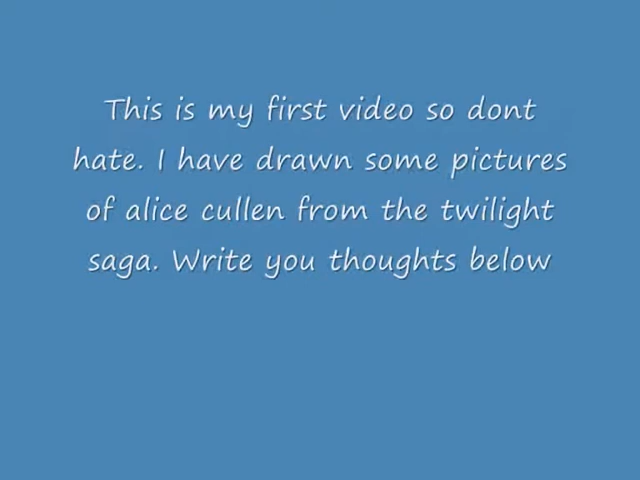 This is my first video so dont
hate. I have drawn some pictures
of alice cullen from the twilight
saga. Write you thoughts below